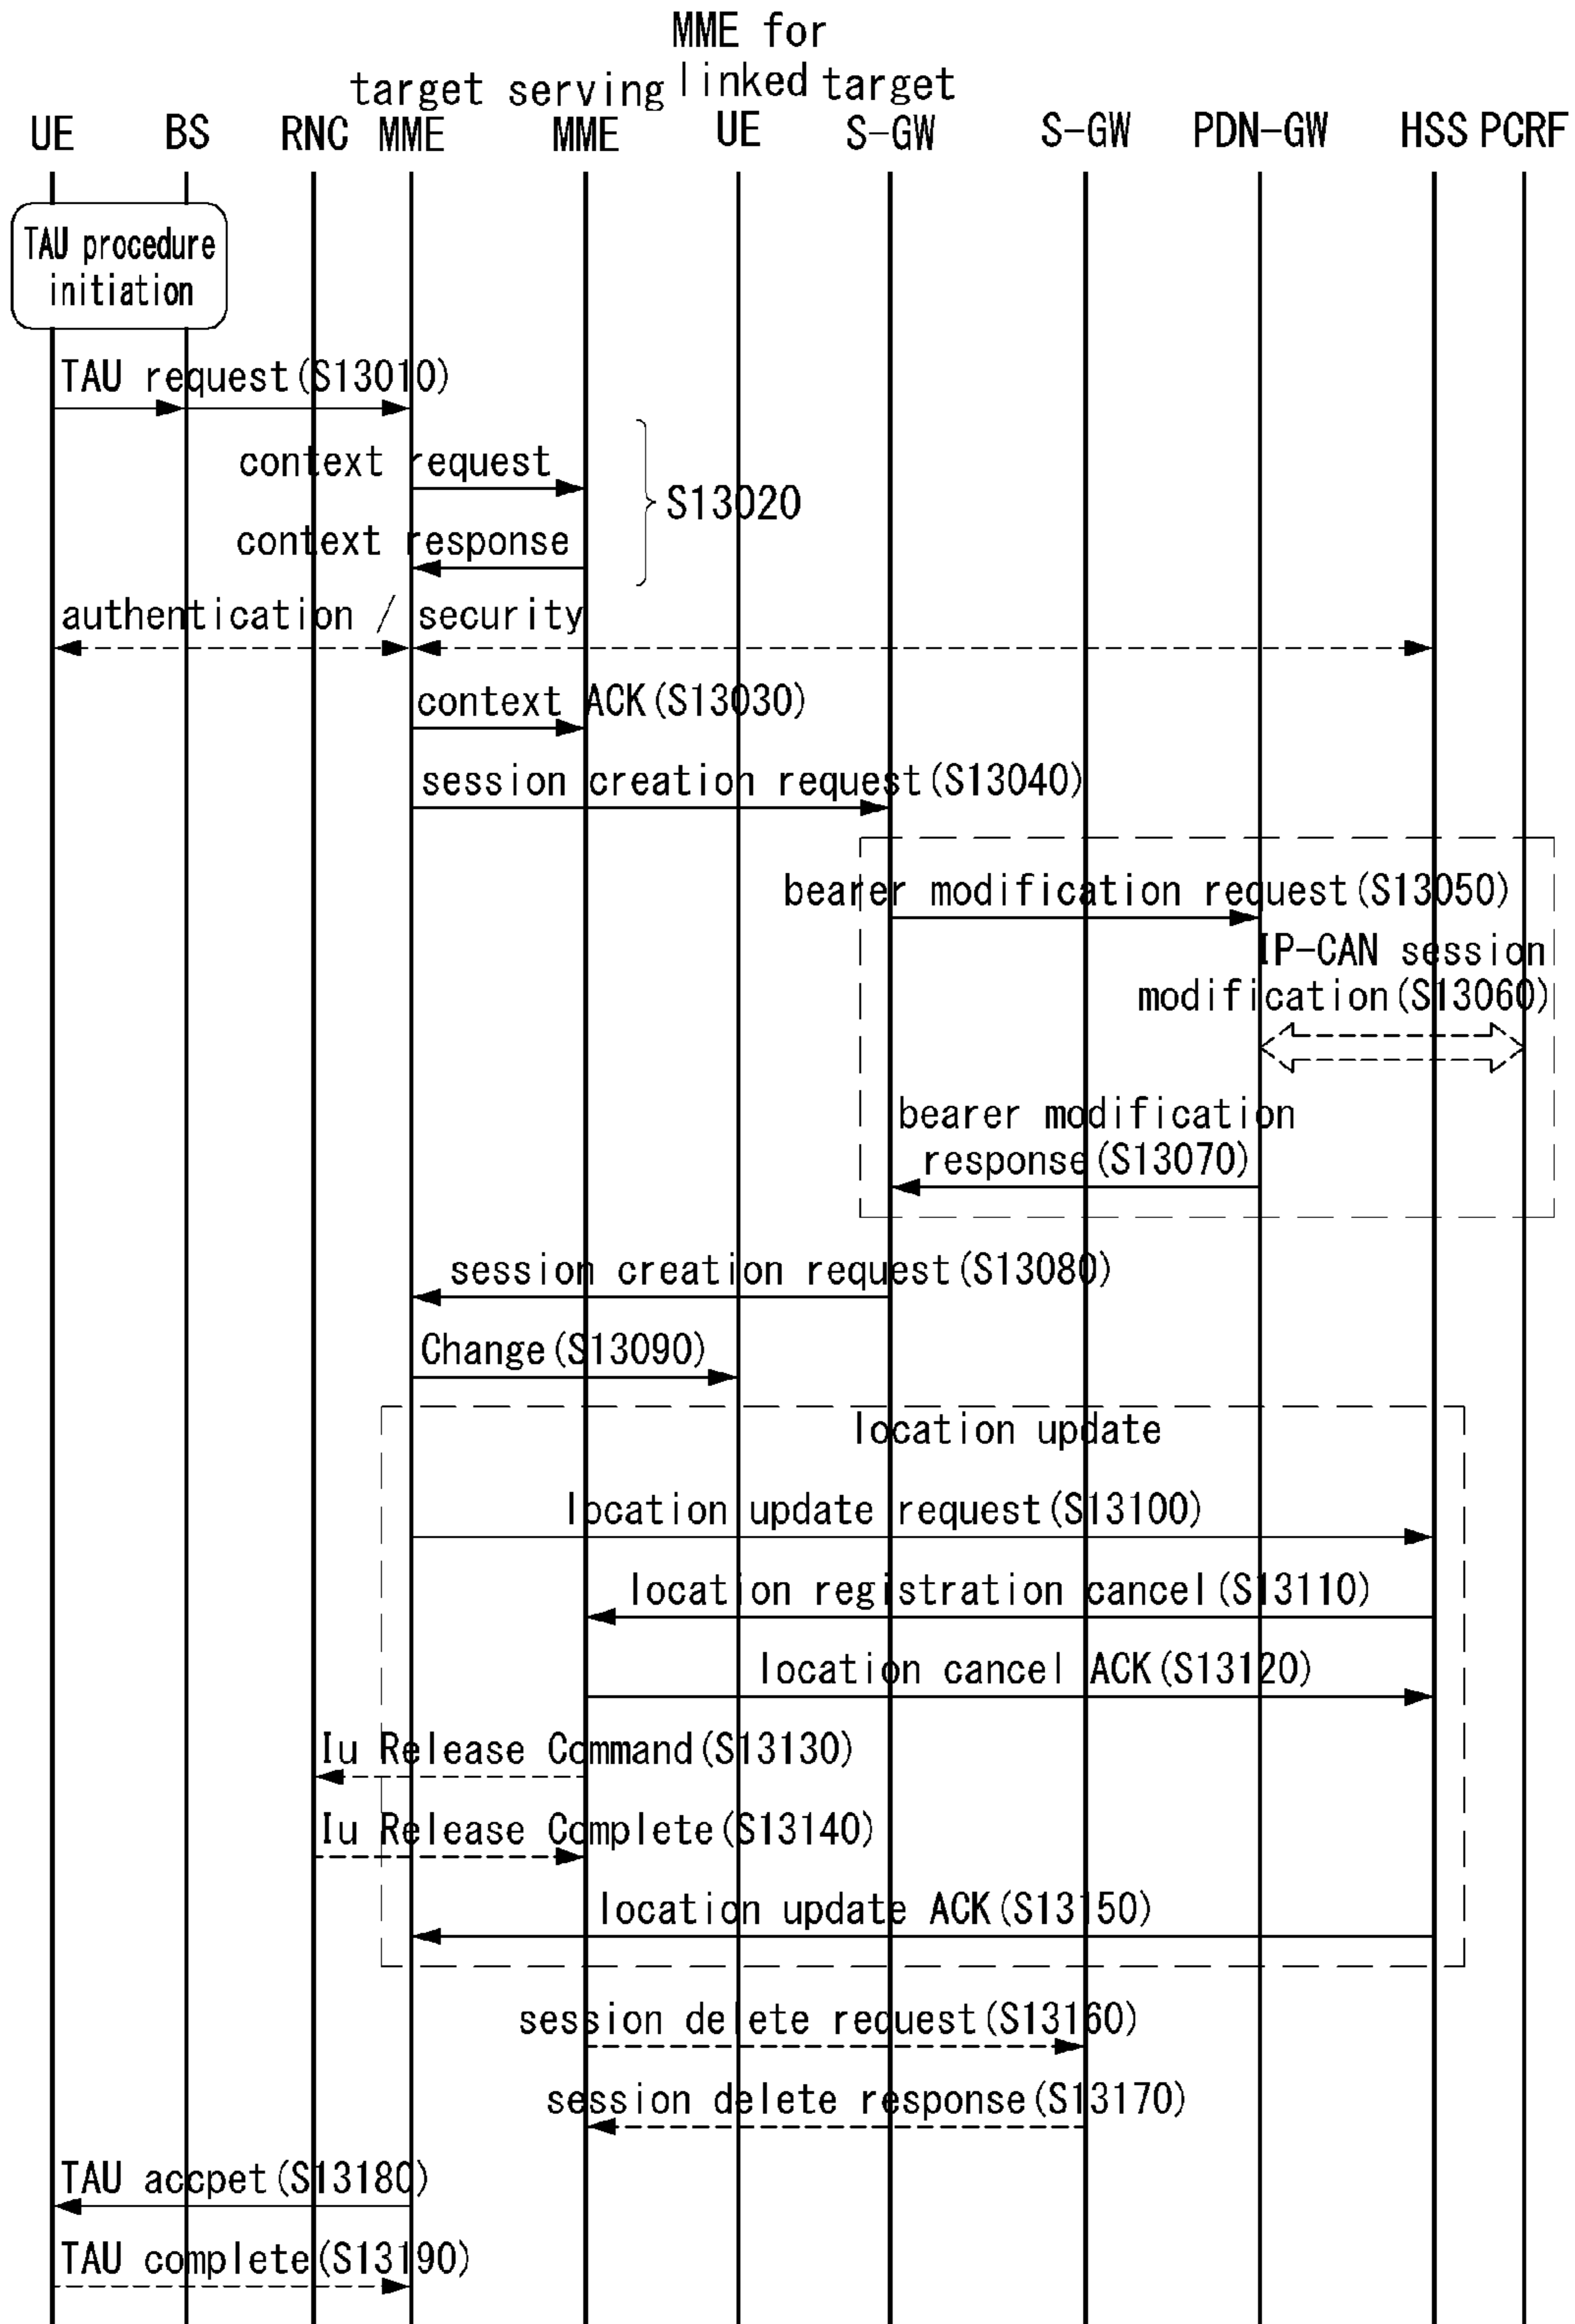 MME for
target serving linked target
UE BS RNC MME MME UE S-GW S-GW PDN-GW HSS PCRF
TAU procedure
initiation
TAU request(S13010)
context request
S13020
context response
authentication / security
context ACK(S13030)
session creation request(S13040)
bearer modification request(S13050)
IP-CAN session
modification(S13060)
bearer modification
response(S13070)
session creation request(S13080)
Change(S13090)
location update
location update request(S13100)
location registration cancel(S13110)
location cancel ACK(S13120)
Iu Release Command(S13130)
Iu Release Complete(S13140)
location update ACK(S13150)
session delete request(S13160)
session delete response(S13170)
TAU accpet(S13180)
TAU complete(S13190)